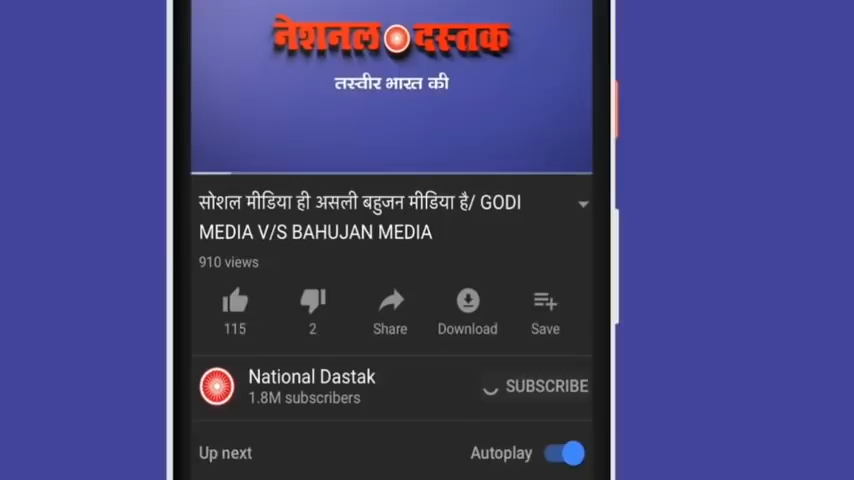 नेशनल दस्तक
तस्वीर भारत की
सोशल मीडिया ही असली बहुजन मीडिया है/ GODI
MEDIA V/S BAHUJAN MEDIA
910 views
115 2 Share Download Save
National Dastak
1.8M subscribers
SUBSCRIBE
Up next Autoplay